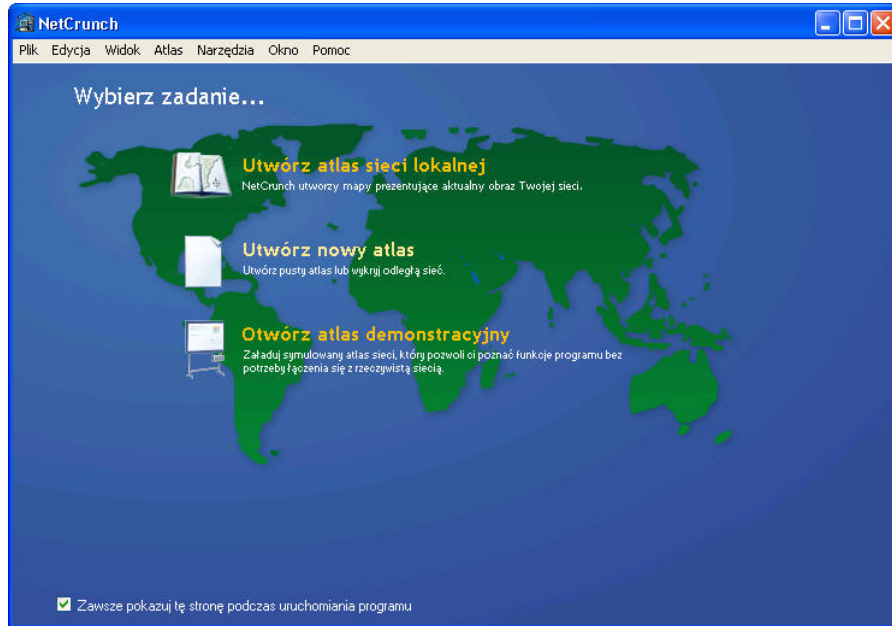 NetCrunch
Plik Edycja Widok Atlas Narzędzia Okno Pomoc
Wybierz zadanie...
Utwórz atlas sieci lokalnej
NetCrunch utworzy mapy prezentujące aktualny obraz Twojej sieci.
Utwórz nowy atlas
Utwórz pusty atlas lub wykryj odległą sieć.
Otwórz atlas demonstracyjny
Załaduj symulowany atlas sieci, który pozwoli ci poznać funkcje programu bez
potrzeby łączenia się z rzeczywistą siecią.
Zawsze pokazuj tę stronę podczas uruchomiania programu